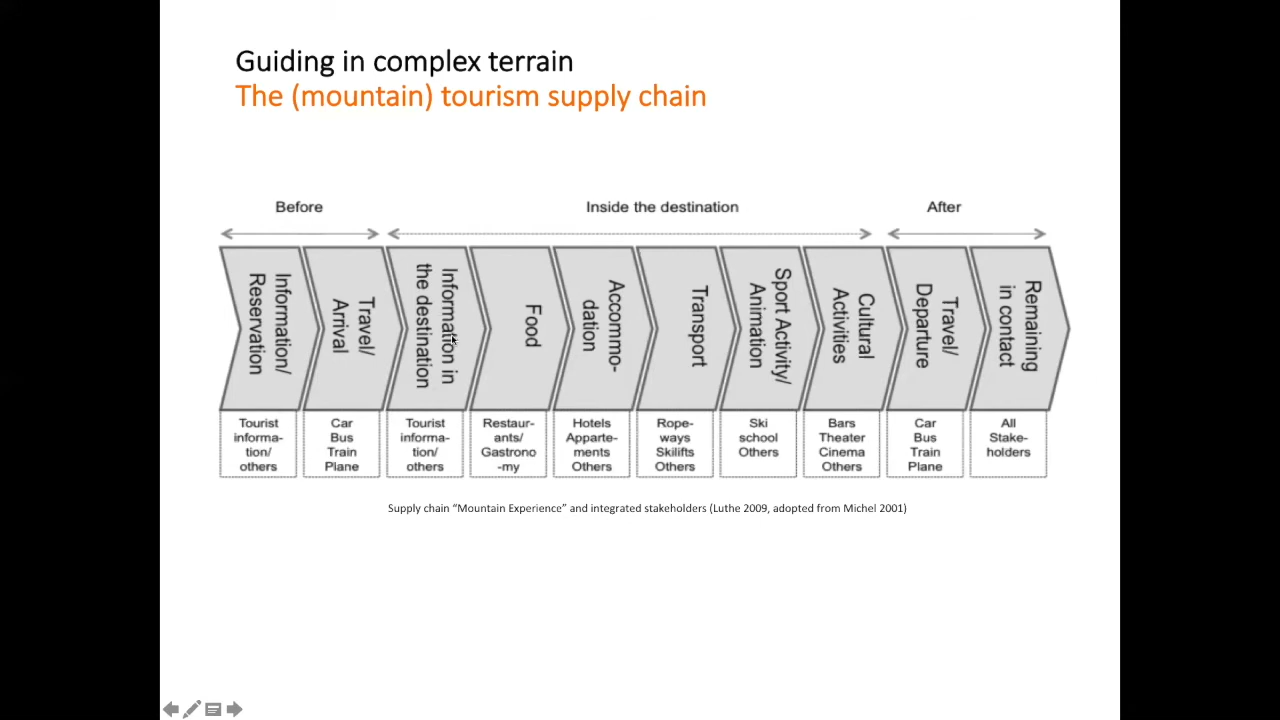 Guiding in complex terrain
The (mountain) tourism supply chain
Before
Inside the destination
After
Information/
Reservation
Travel/
Arrival
Information in
the destination
Food
Accommo-
dation
Transport
Sport Activity/
Animation
Cultural
Activities
Travel/
Departure
Remaining
in contact
Tourist
informa-
tion/
others
Car
Bus
Train
Plane
Tourist
informa-
tion/
others
Restaur-
ants/
Gastrono
-my
Hotels
Apparte-
ments
Others
Rope-
ways
Skilifts
Others
Ski
school
Others
Bars
Theater
Cinema
Others
Car
Bus
Train
Plane
All
Stake-
holders
Supply chain “Mountain Experience” and integrated stakeholders (Luthe 2009, adopted from Michel 2001)